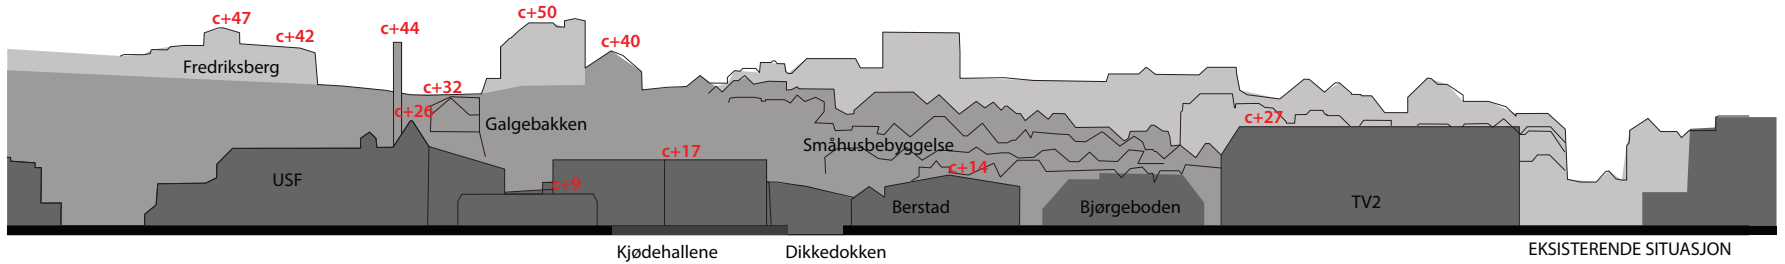 c+47
c+42
c+44
c+50
c+40
Fredriksberg
c+32
c+26
Galgebakken
c+27
Småhusbebyggelse
c+17
c+14
USF
c+9
Berstad
Bjørgeboden
TV2
Kjødehallene
Dikkedokken
EKSISTERENDE SITUASJON